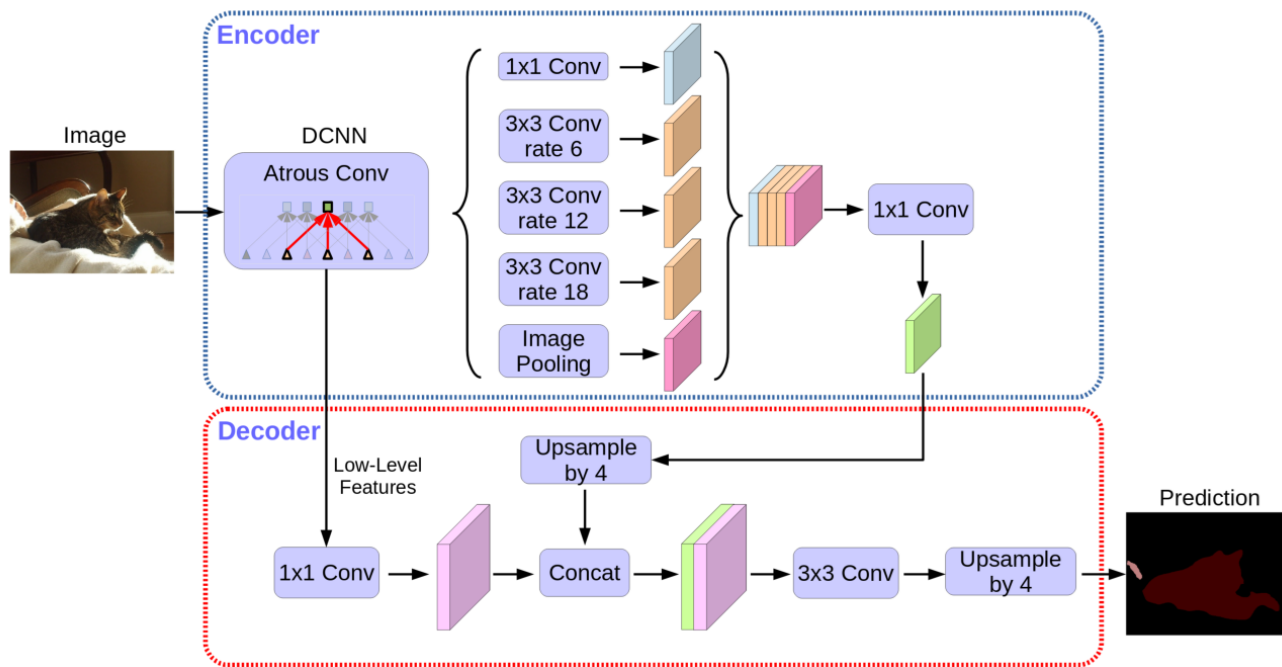 Encoder
Image
DCNN
Atrous Conv
1x1 Conv
3x3 Conv
rate 6
3x3 Conv
rate 12
3x3 Conv
rate 18
Image
Pooling
1x1 Conv
Decoder
Low-Level
Features
Upsample
by 4
1x1 Conv
Concat
3x3 Conv
Upsample
by 4
Prediction